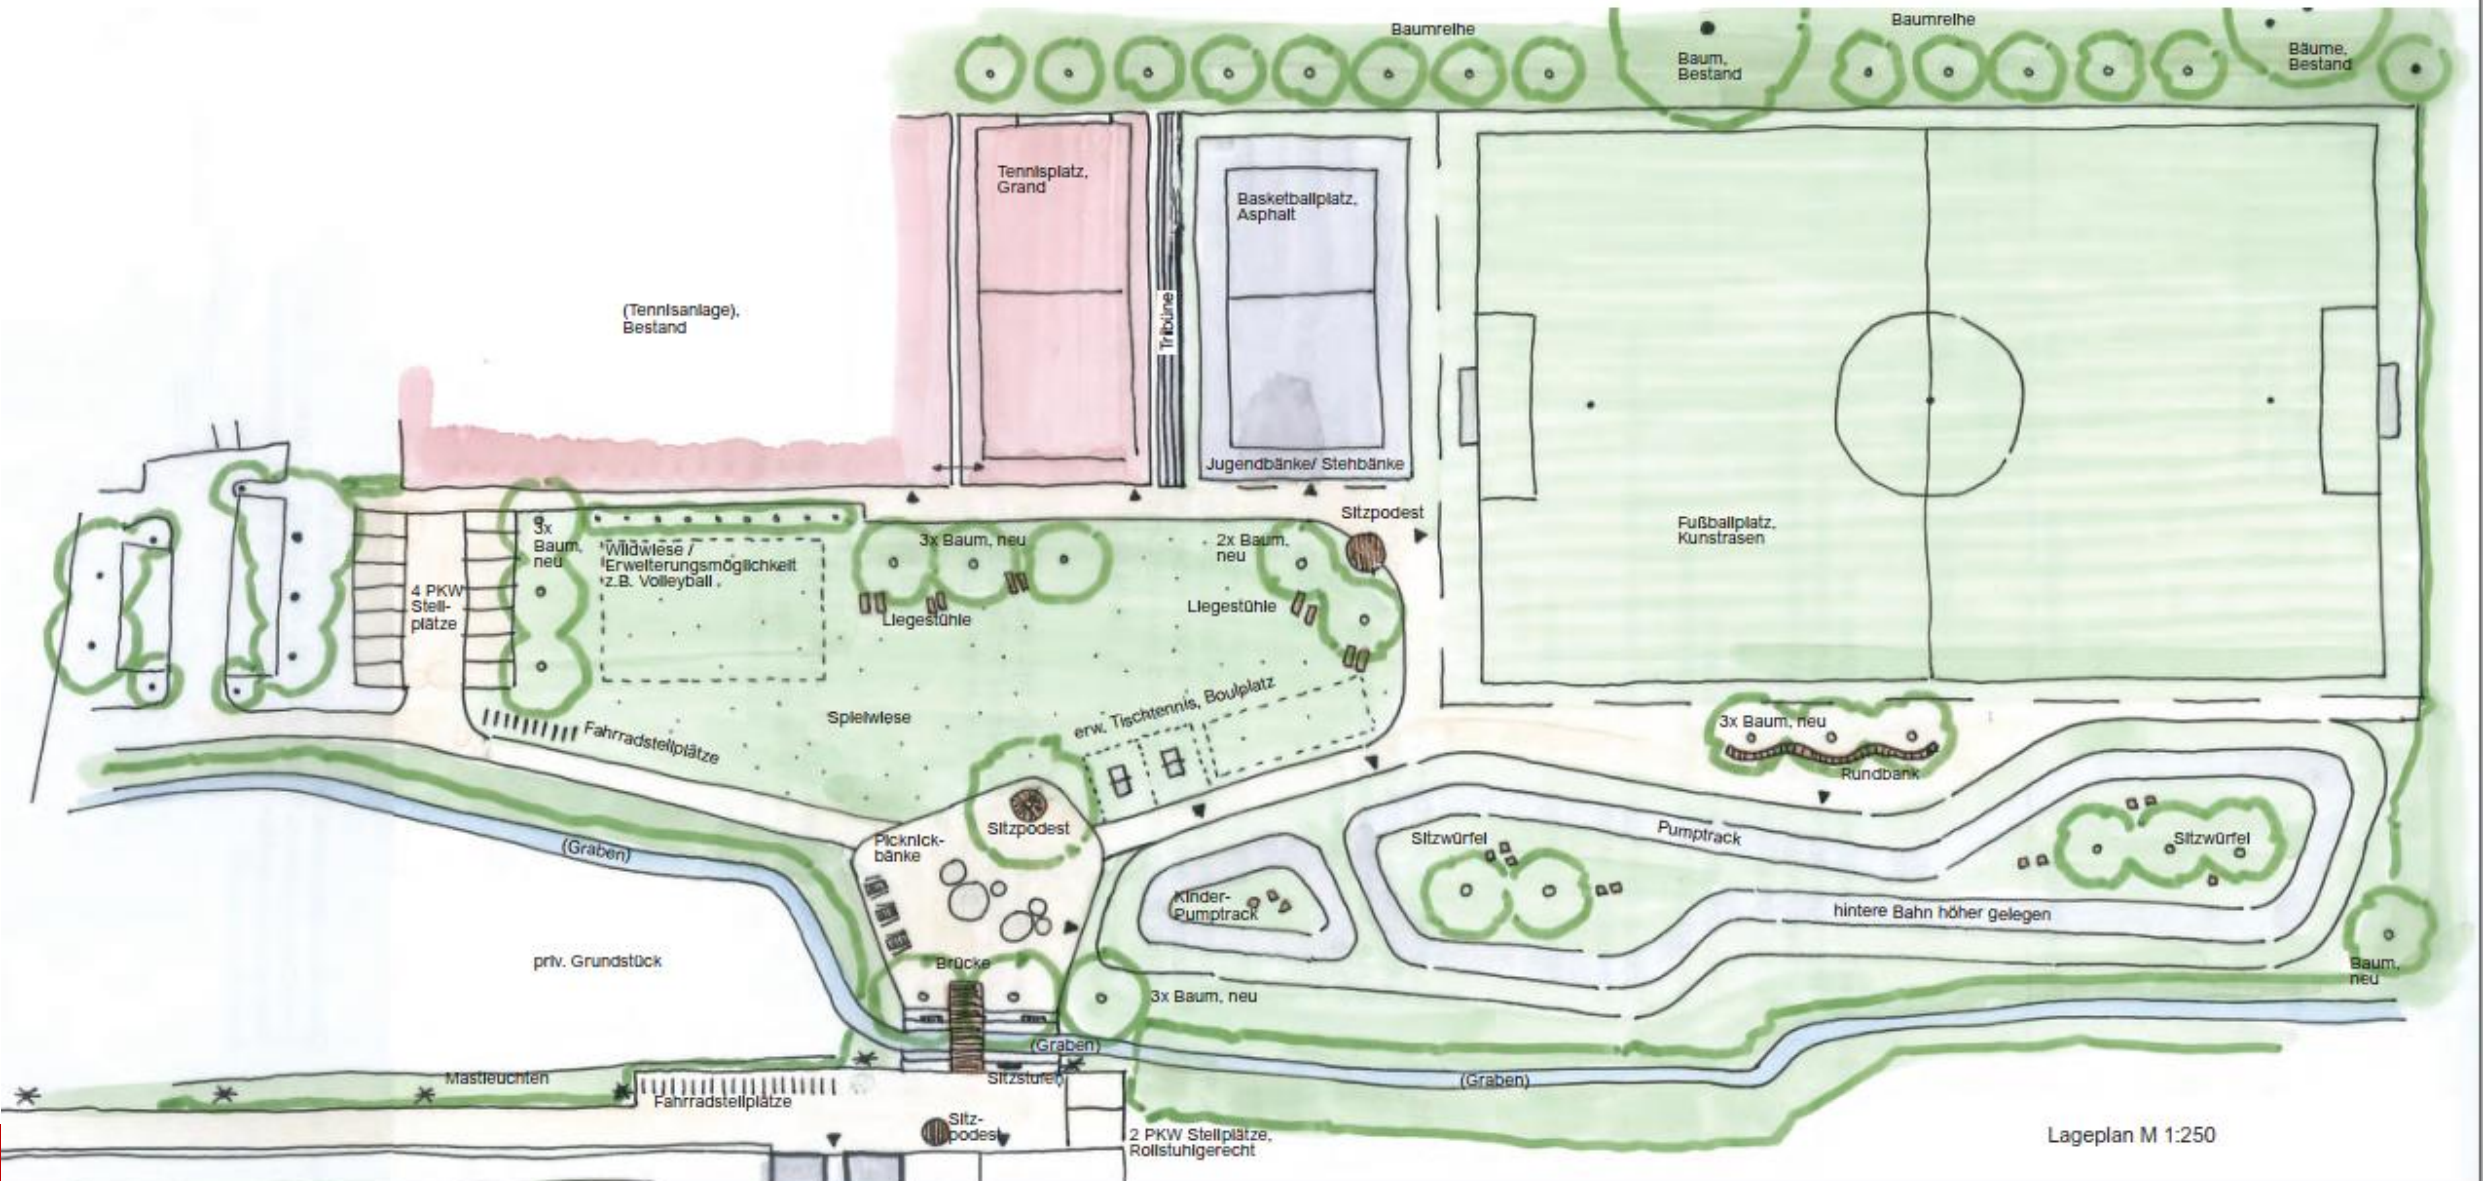 Baumreihe
Baumreihe
Baum,
Bestand
Bäume,
Bestand
Tennisplatz,
Grand
Basketballplatz,
Asphalt
(Tennisanlage),
Bestand
Tribüne
Jugendbänke/ Stehbänke
Sitzpodest
Fußballplatz,
Kunstrasen
3x
Baum,
neu
Wildwiese /
Erweiterungsmöglichkeit
z.B. Volleyball
3x Baum, neu
2x Baum,
neu
4 PKW
Stell-
plätze
Liegestühle
Liegestühle
erw. Tischtennis, Boulplatz
Spielwiese
Fahrradstellplätze
3x Baum, neu
Rundbank
Sitzpodest
Picknick-
bänke
(Graben)
Pumptrack
Sitzwürfel
Sitzwürfel
Kinder-
Pumptrack
hintere Bahn höher gelegen
priv. Grundstück
Brücke
3x Baum, neu
Baum,
neu
(Graben)
Mastleuchten
Sitzstufen
(Graben)
Fahrradstellplätze
Sitz-
podest
2 PKW Stellplätze,
Rollstuhlgerecht
Lageplan M 1:250